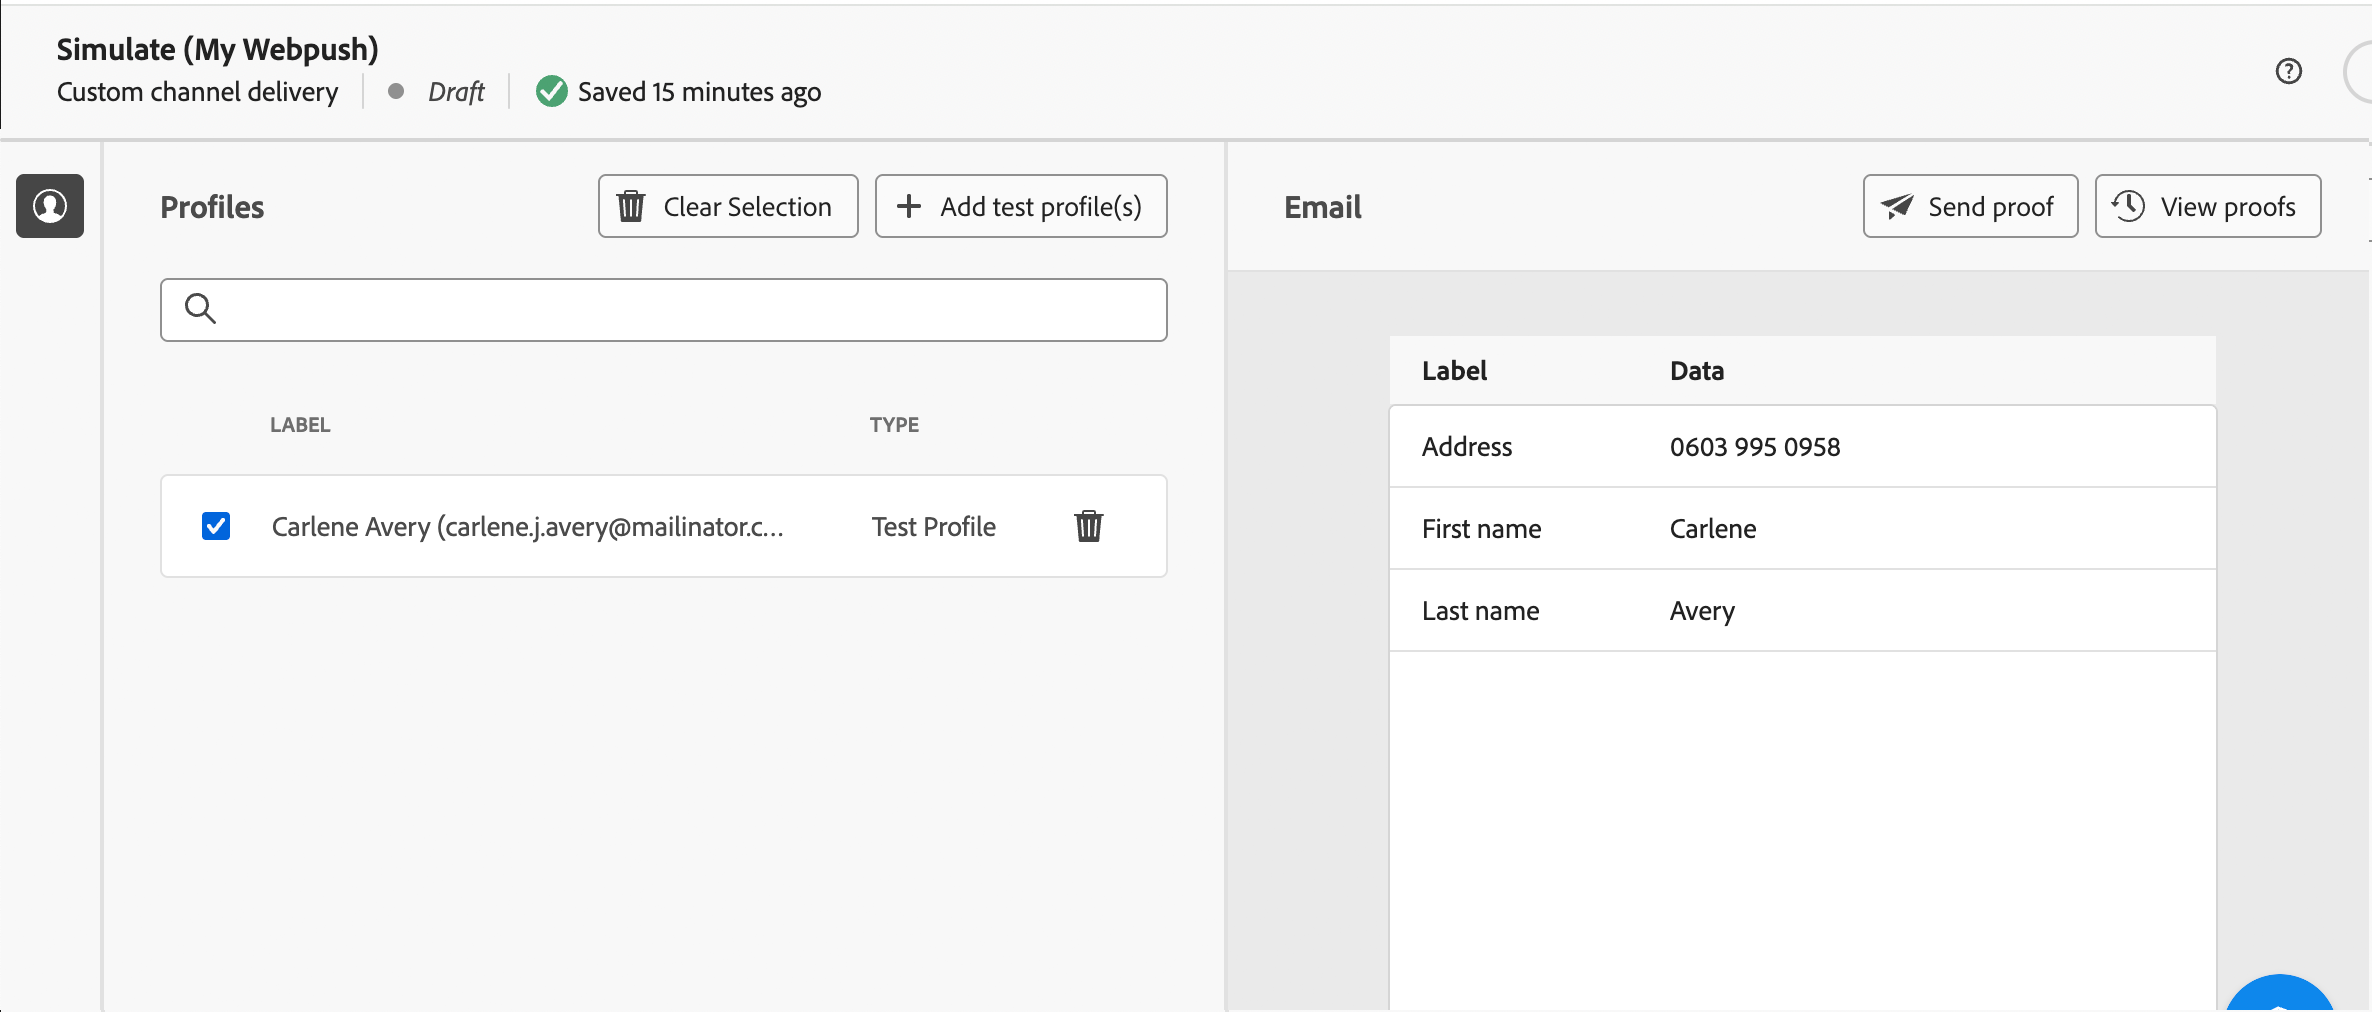 Simulate (My Webpush)
Custom channel delivery Draft Saved 15 minutes ago
Profiles Clear Selection Add test profile(s)
LABEL TYPE
Carlene Avery (carlene.j.avery@mailinator.c... Test Profile
Email Send proof View proofs
Label Data
Address 0603 995 0958
First name Carlene
Last name Avery